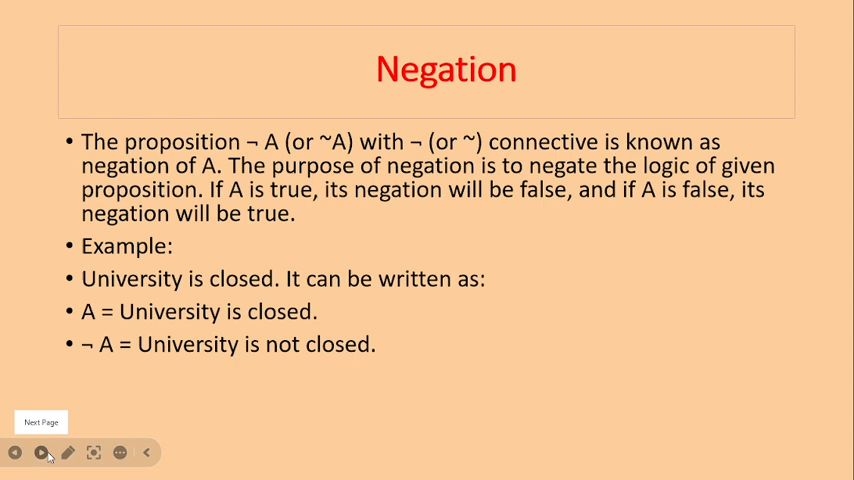 Negation
• The proposition ¬ A (or ~A) with ¬ (or ~) connective is known as
negation of A. The purpose of negation is to negate the logic of given
proposition. If A is true, its negation will be false, and if A is false, its
negation will be true.
• Example:
• University is closed. It can be written as:
• A = University is closed.
• ¬ A = University is not closed.
Next Page